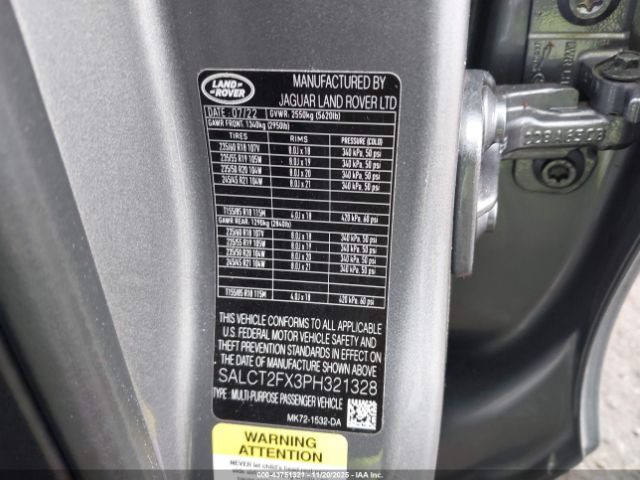 LAND
ROVER
MANUFACTURED BY
JAGUAR LAND ROVER LTD
DATE: 07/22 GVWR: 2550kg (5620lb)
GAWR FRONT: 1340kg (2950lb)
TIRES RIMS PRESSURE (COLD)
235/60 R18 107V 8.0J x 18 340 kPa, 50 psi
235/55 R19 105W 8.0J x 19 340 kPa, 50 psi
235/50 R20 104W 8.0J x 20 340 kPa, 50 psi
245/45 R21 104W 8.0J x 21 340 kPa, 50 psi
T155/85 R18 115M 4.0J x 18 420 kPa, 60 psi
GAWR REAR: 1290kg (2840lb)
235/60 R18 107V 8.0J x 18 340 kPa, 50 psi
235/55 R19 105W 8.0J x 19 340 kPa, 50 psi
235/50 R20 104W 8.0J x 20 340 kPa, 50 psi
245/45 R21 104W 8.0J x 21 340 kPa, 50 psi
T155/85 R18 115M 4.0J x 18 420 kPa, 60 psi
THIS VEHICLE CONFORMS TO ALL APPLICABLE
U.S. FEDERAL MOTOR VEHICLE SAFETY AND
THEFT PREVENTION STANDARDS IN EFFECT ON
THE DATE OF MANUFACTURE SHOWN ABOVE.
SALCT2FX3PH321328
TYPE: MULTI-PURPOSE PASSENGER VEHICLE
MK72-1532-DA
WARNING
ATTENTION
NEVER let child's
© - 43751321 - 11/20/2025 - IAAI